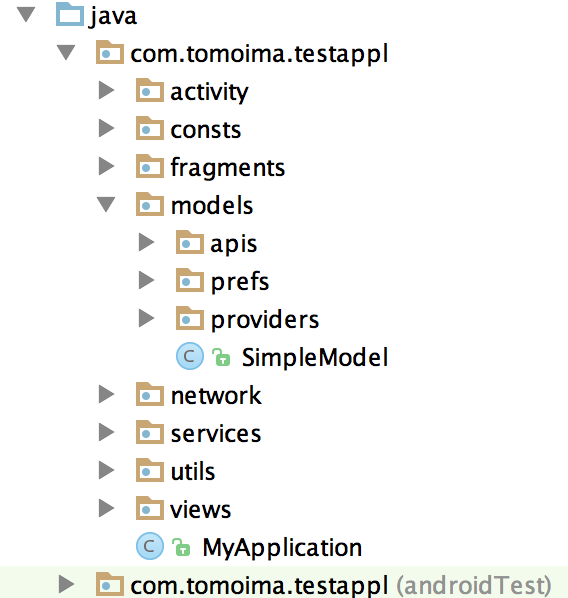 java
com.tomoima.testappl
activity
consts
fragments
models
apis
prefs
providers
C SimpleModel
network
services
utils
views
C MyApplication
com.tomoima.testappl (androidTest)